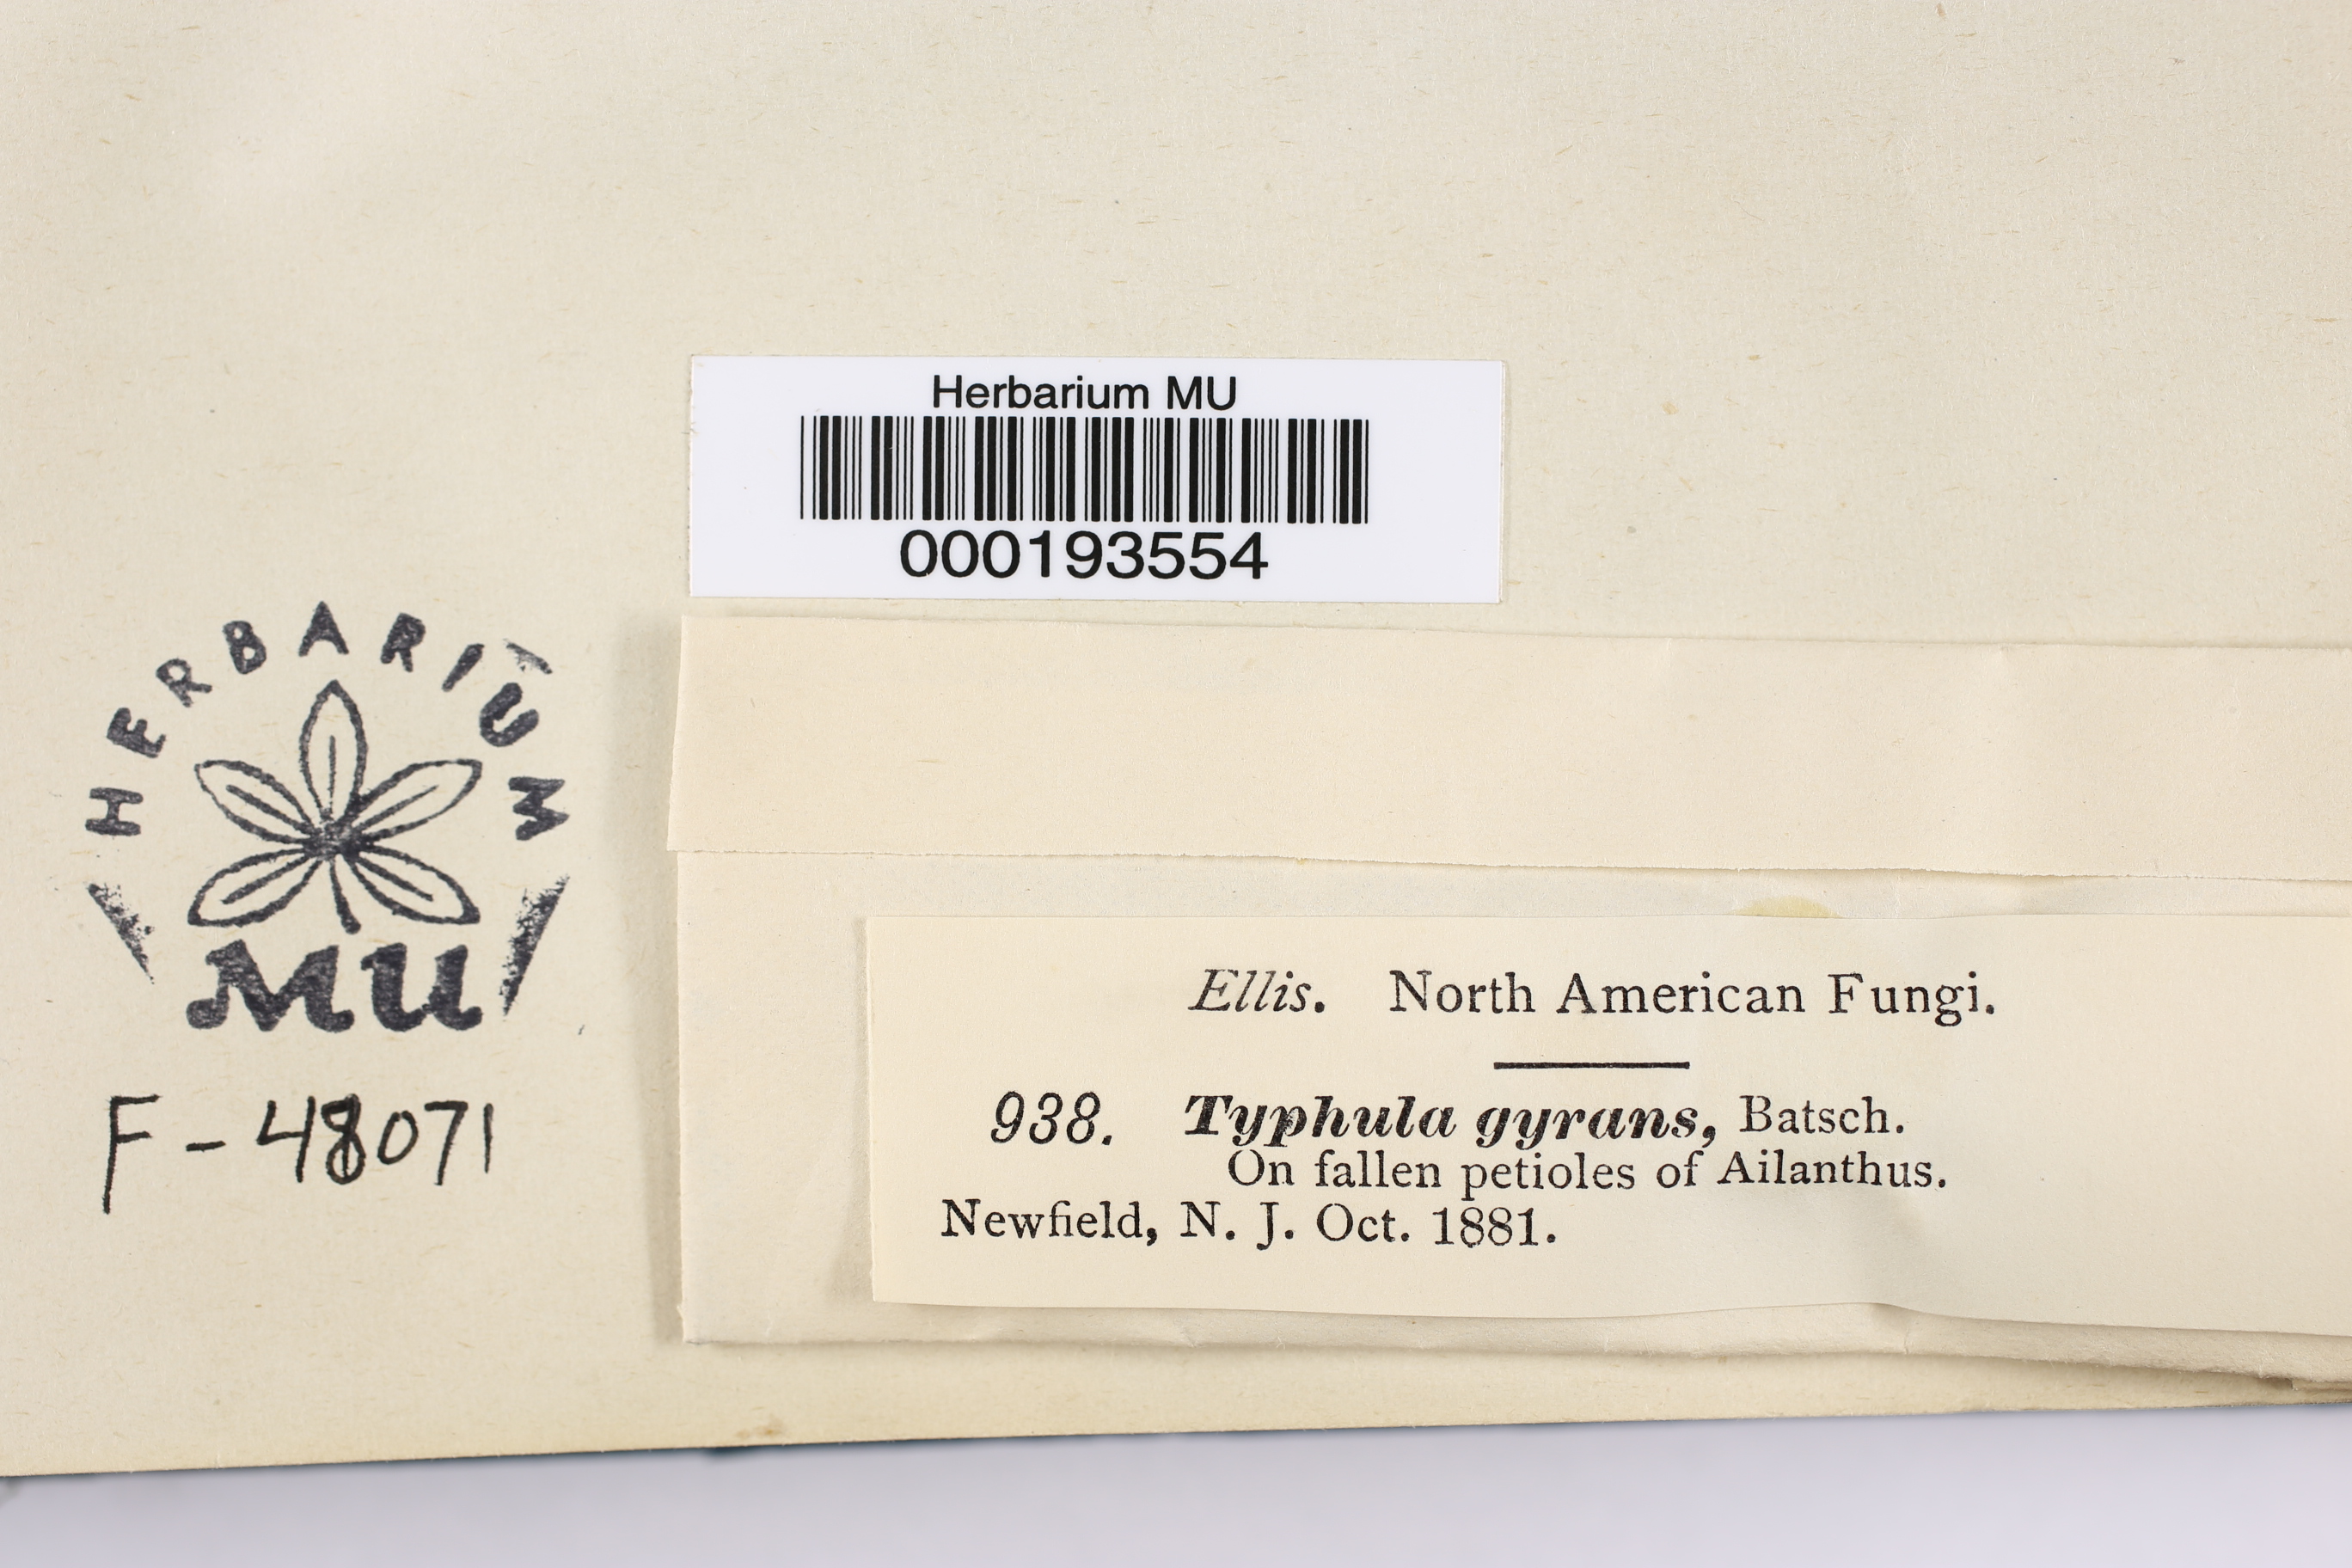 Herbarium MU
000193554
HERBARIUM
MU
F-48071
Ellis. North American Fungi.
938. Typhula gyrans, Batsch.
On fallen petioles of Ailanthus.
Newfield, N. J. Oct. 1881.